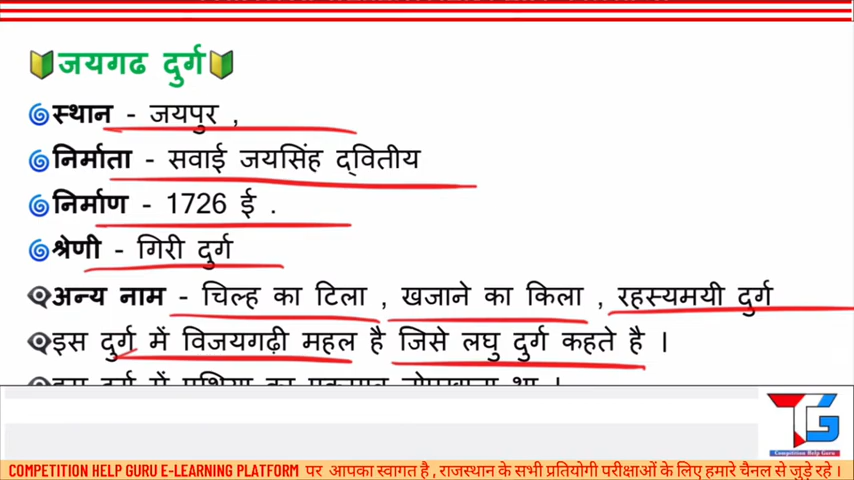 जयगढ दुर्ग
स्थान - जयपुर ,
निर्माता - सवाई जयसिंह द्वितीय
निर्माण - 1726 ई .
श्रेणी - गिरी दुर्ग
अन्य नाम - चिल्ह का टिला , खजाने का किला , रहस्यमयी दुर्ग
इस दुर्ग में विजयगढ़ी महल है जिसे लघु दुर्ग कहते है ।
TG
Competition Help Guru
COMPETITION HELP GURU E-LEARNING PLATFORM पर आपका स्वागत है , राजस्थान के सभी प्रतियोगी परीक्षाओं के लिए हमारे चैनल से जुड़े रहे ।